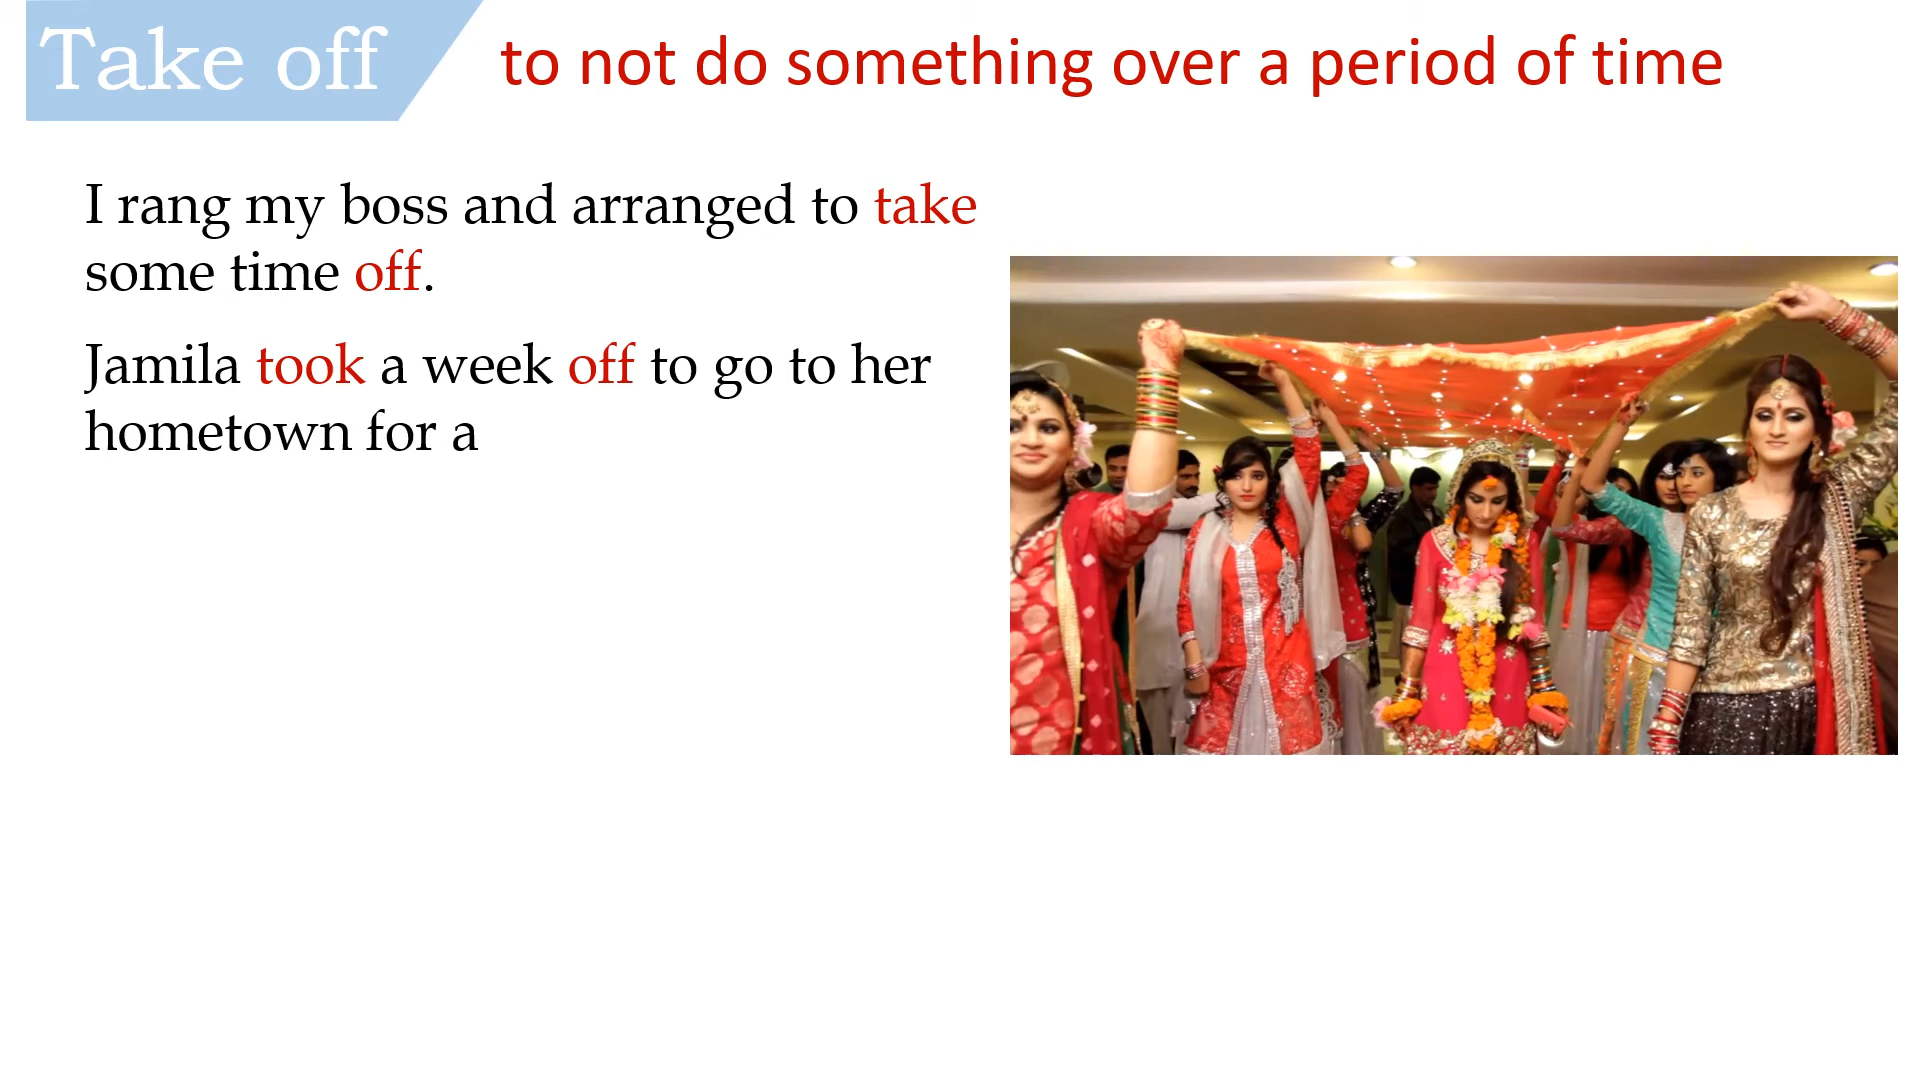 Take off
to not do something over a period of time
I rang my boss and arranged to take
some time off.
Jamila took a week off to go to her
hometown for a